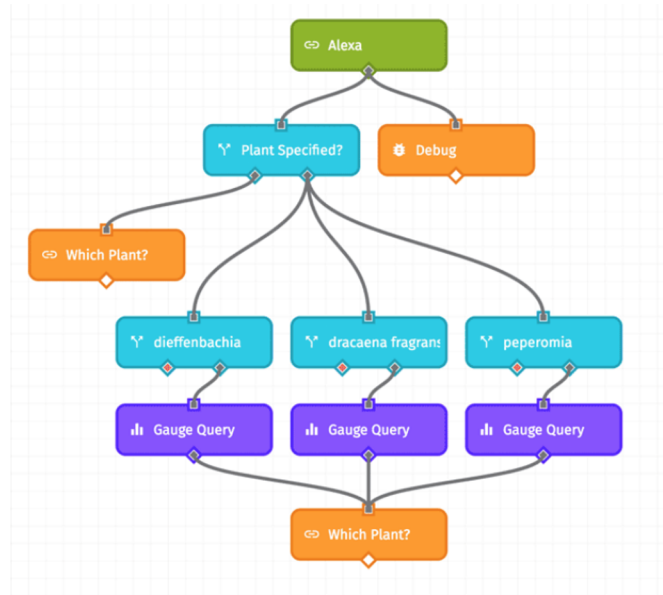 Alexa
Plant Specified?
Debug
Which Plant?
dieffenbachia
dracaena fragrans
peperomia
Gauge Query
Gauge Query
Gauge Query
Which Plant?